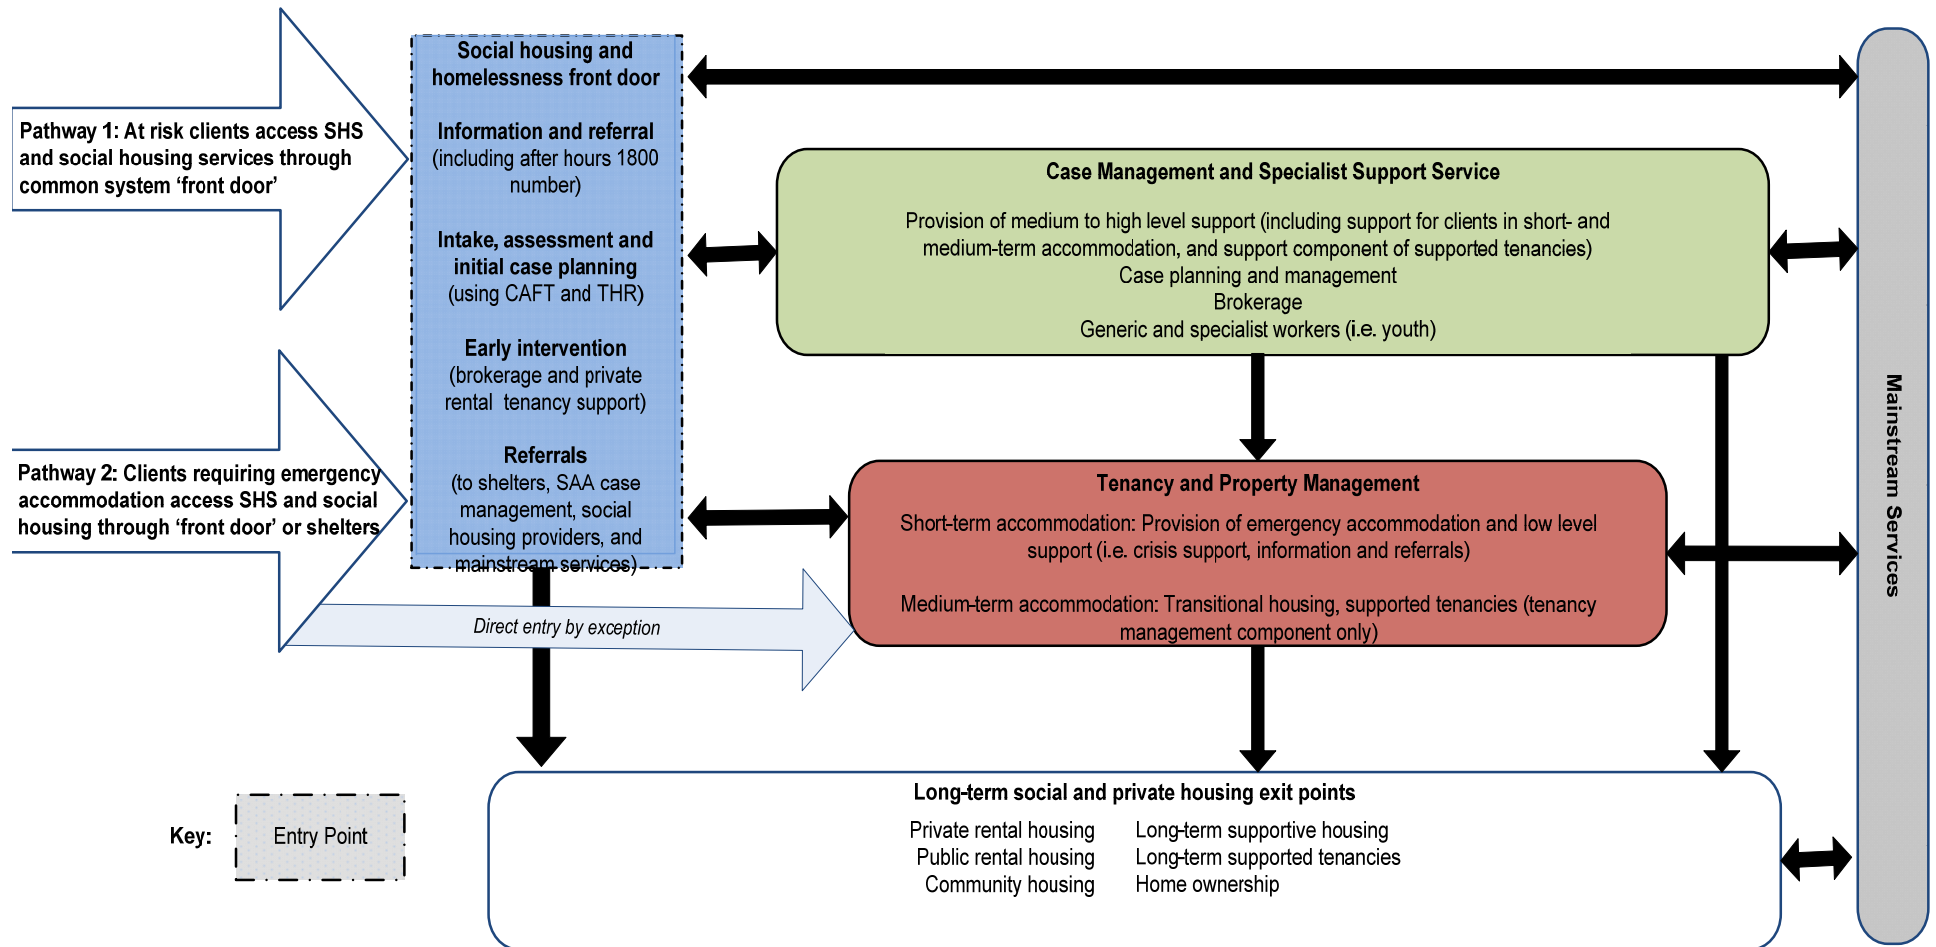 Pathway 1: At risk clients access SHS
and social housing services through
common system ‘front door’
Pathway 2: Clients requiring emergency
accommodation access SHS and social
housing through ‘front door’ or shelters
Social housing and
homelessness front door
Information and referral
(including after hours 1800
number)
Intake, assessment and
initial case planning
(using CAFT and THR)
Early intervention
(brokerage and private
rental tenancy support)
Referrals
(to shelters, SAA case
management, social
housing providers, and
mainstream services)
Direct entry by exception
Case Management and Specialist Support Service
Provision of medium to high level support (including support for clients in short- and
medium-term accommodation, and support component of supported tenancies)
Case planning and management
Brokerage
Generic and specialist workers (i.e. youth)
Tenancy and Property Management
Short-term accommodation: Provision of emergency accommodation and low level
support (i.e. crisis support, information and referrals)
Medium-term accommodation: Transitional housing, supported tenancies (tenancy
management component only)
Long-term social and private housing exit points
Private rental housing
Public rental housing
Community housing
Long-term supportive housing
Long-term supported tenancies
Home ownership
Mainstream Services
Key:
Entry Point